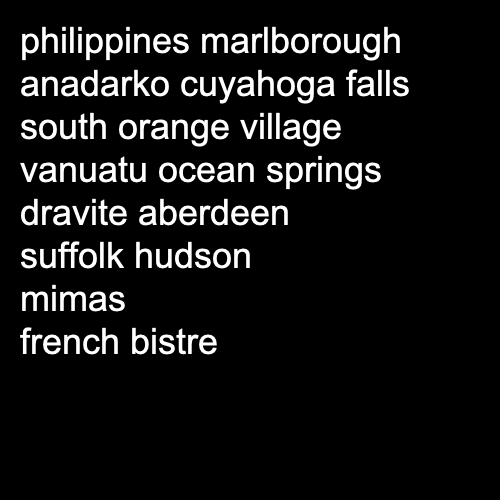 philippines marlborough
anadarko cuyahoga falls
south orange village
vanuatu ocean springs
dravite aberdeen
suffolk hudson
mimas
french bistre